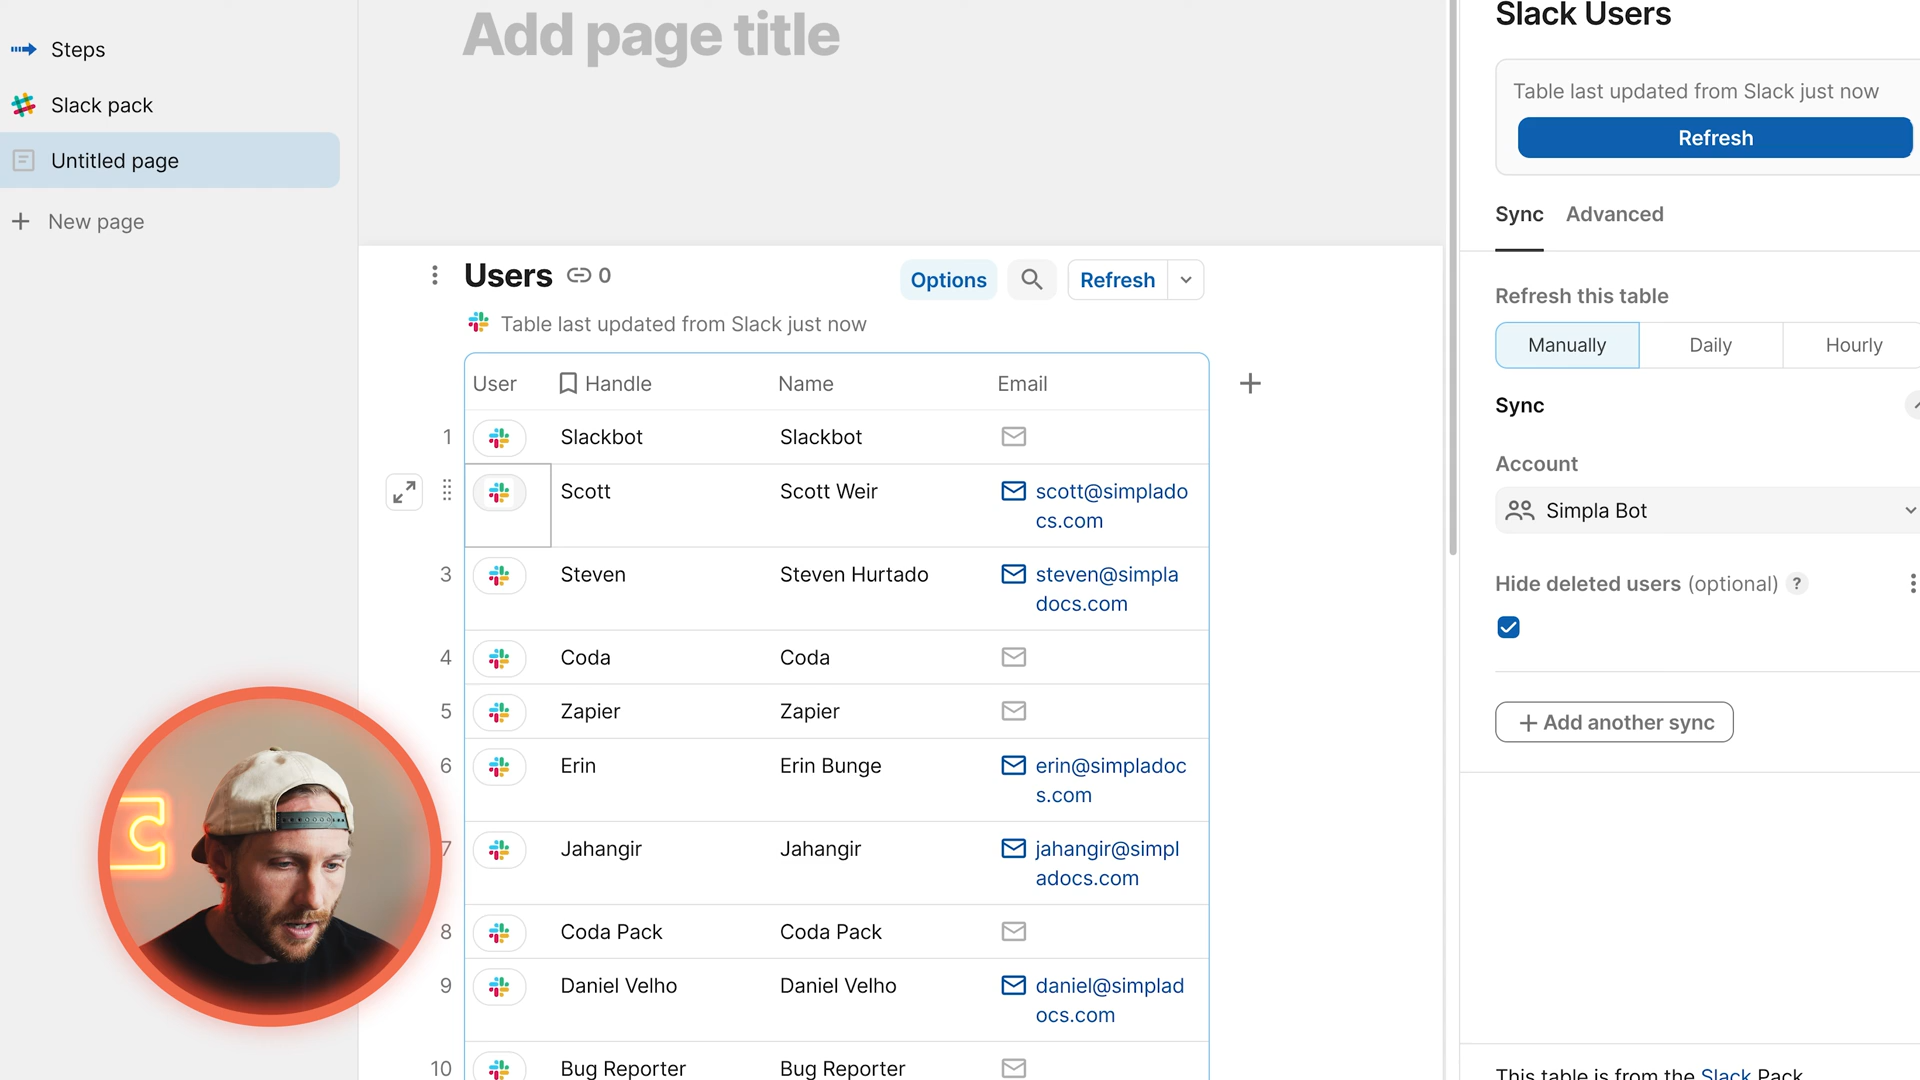 Steps
Slack pack
Untitled page
New page
Add page title
Users 0
Options
Refresh
Table last updated from Slack just now
User Handle Name Email
1 Slackbot Slackbot
Scott Scott Weir scott@simplado
cs.com
3 Steven Steven Hurtado steven@simpla
docs.com
4 Coda Coda
5 Zapier Zapier
6 Erin Erin Bunge erin@simpladoc
s.com
7 Jahangir Jahangir jahangir@simpl
adocs.com
8 Coda Pack Coda Pack
9 Daniel Velho Daniel Velho daniel@simplad
ocs.com
10 Bug Reporter Bug Reporter
Slack Users
Table last updated from Slack just now
Refresh
Sync Advanced
Refresh this table
Manually Daily Hourly
Sync
Account
Simpla Bot
Hide deleted users (optional) ?
Add another sync
This table is from the Slack Pack